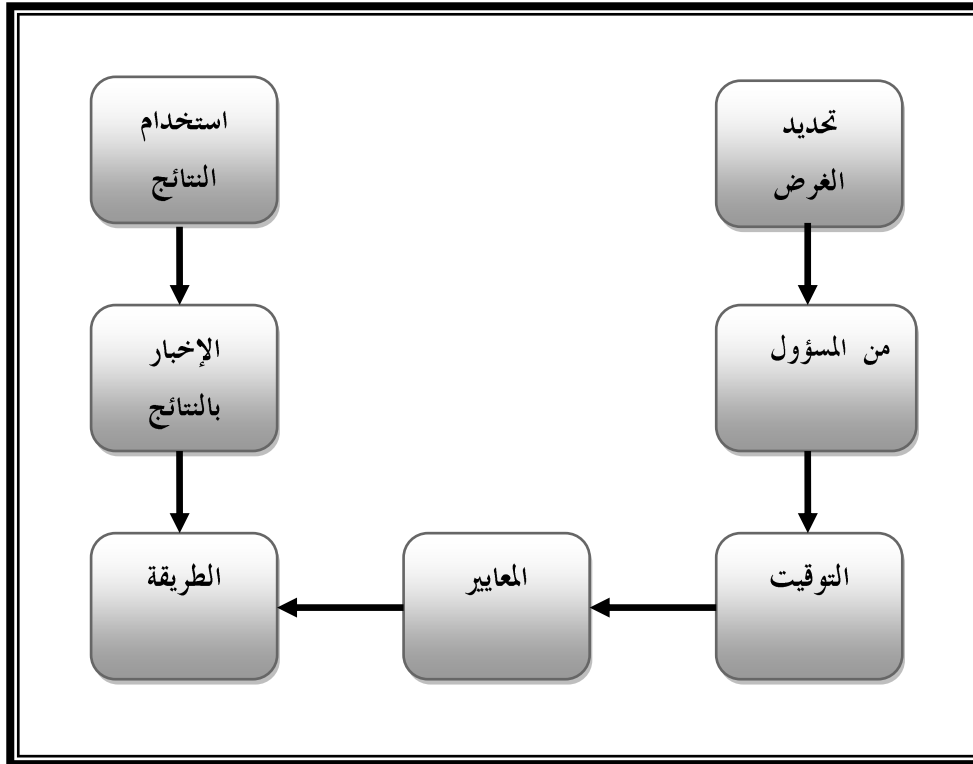 تحديد
الغرض
استخدام
النتائج
من المسؤول
الإخبار
بالنتائج
التوقيت
المعايير
الطريقة